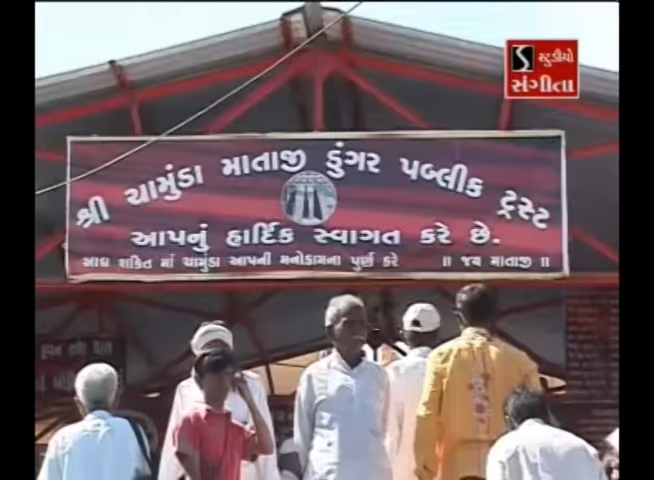 સ્ટુડીયો
સંગીતા
શ્રી ચામુંડા માતાજી ડુંગર પબ્લીક ટ્રસ્ટ
આપનું હાર્દિક સ્વાગત કરે છે.
આદ્ય શકિત માં ચામુંડા આપની મનોકામના પુર્ણ કરે
॥ જય માતાજી ॥